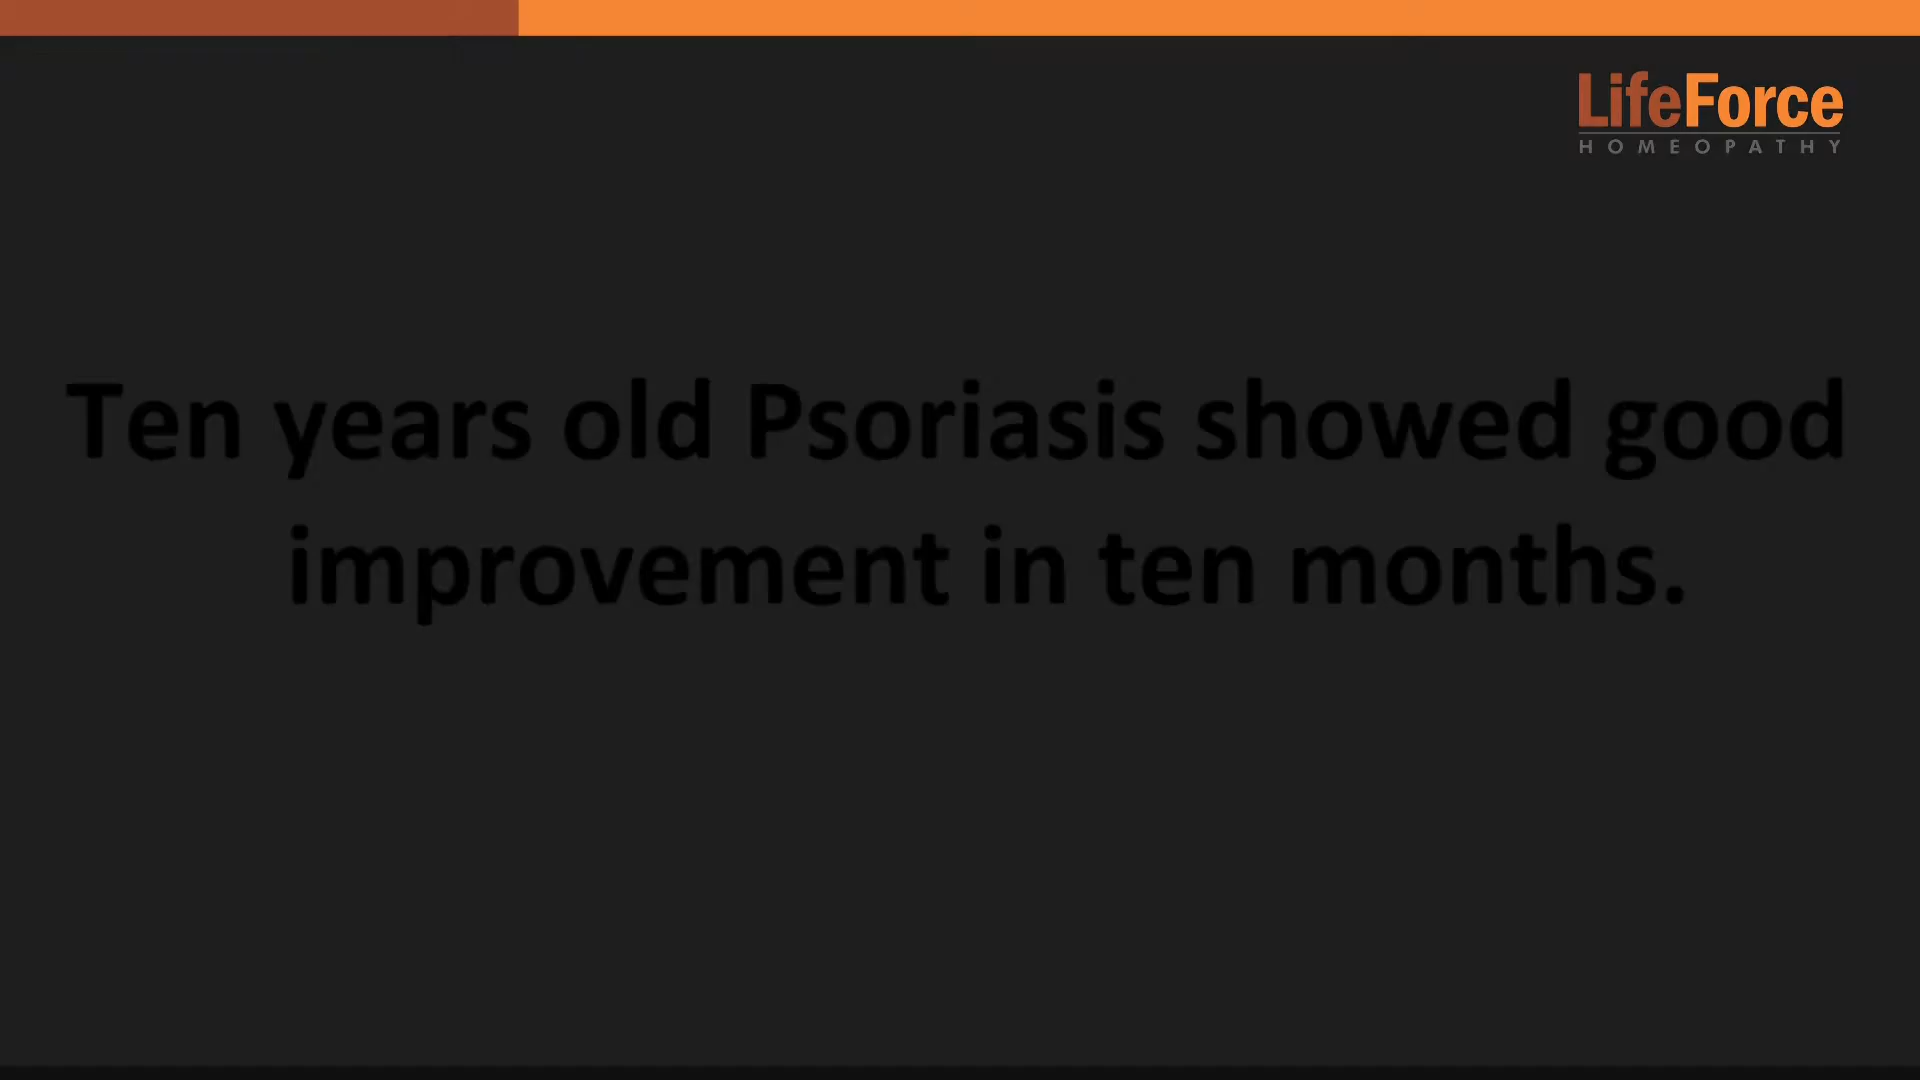 LifeForce
HOMEOPATHY
Ten years old Psoriasis showed good
improvement in ten months.